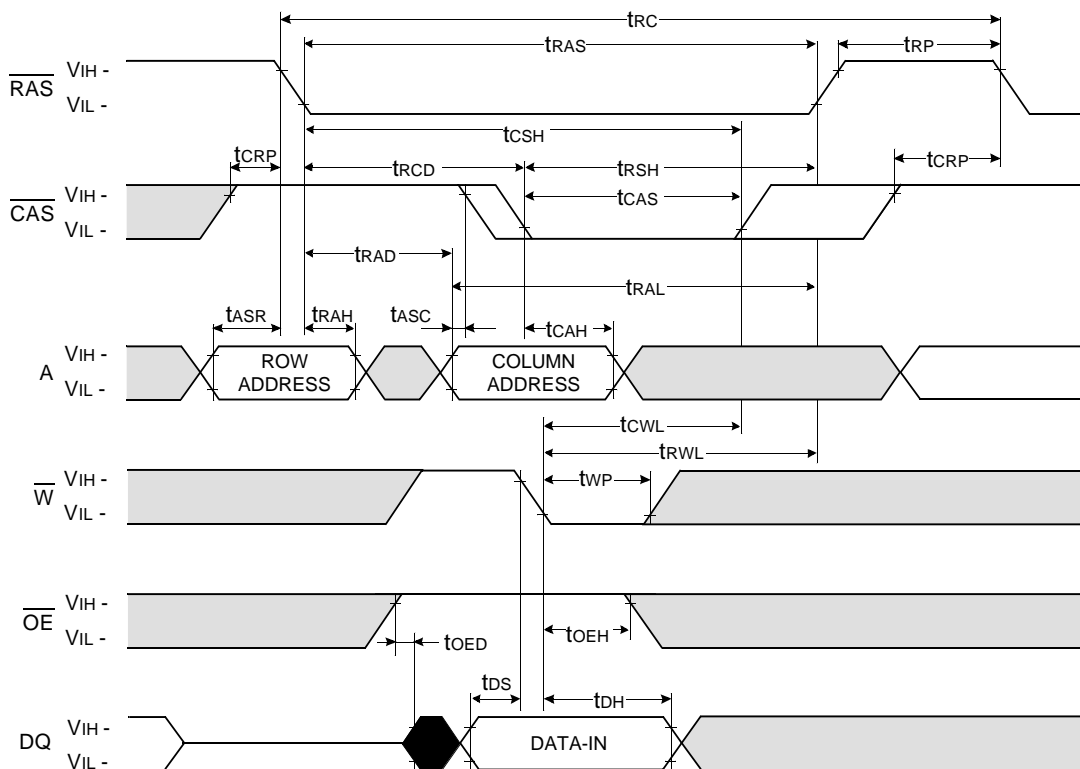 tRC
tRAS
tRP
RAS
VIH -
VIL -
tCSH
tCRP
tRCD
tRSH
tCRP
CAS
VIH -
VIL -
tCAS
tRAD
tRAL
tASR
tRAH
tASC
tCAH
A
VIH -
VIL -
ROW
ADDRESS
COLUMN
ADDRESS
tCWL
tRWL
W
VIH -
VIL -
tWP
OE
VIH -
VIL -
tOED
tOEH
tDS
tDH
DQ
VIH -
VIL -
DATA-IN